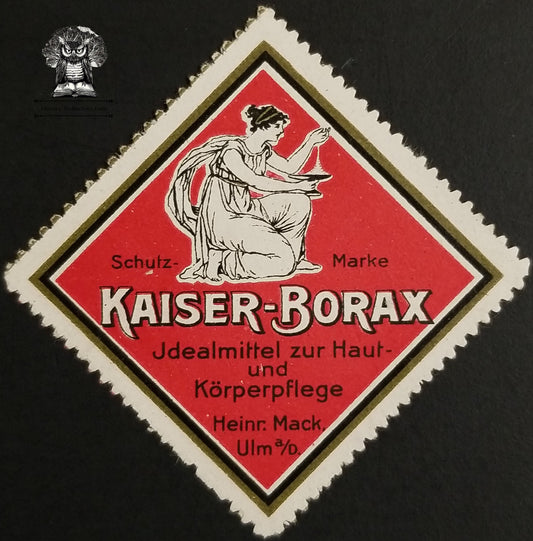 Schutz- Marke
KAISER-BORAX
Jdealmittel zur Haut-
und
Körperpflege
Heinr. Mack,
Ulm a/D.